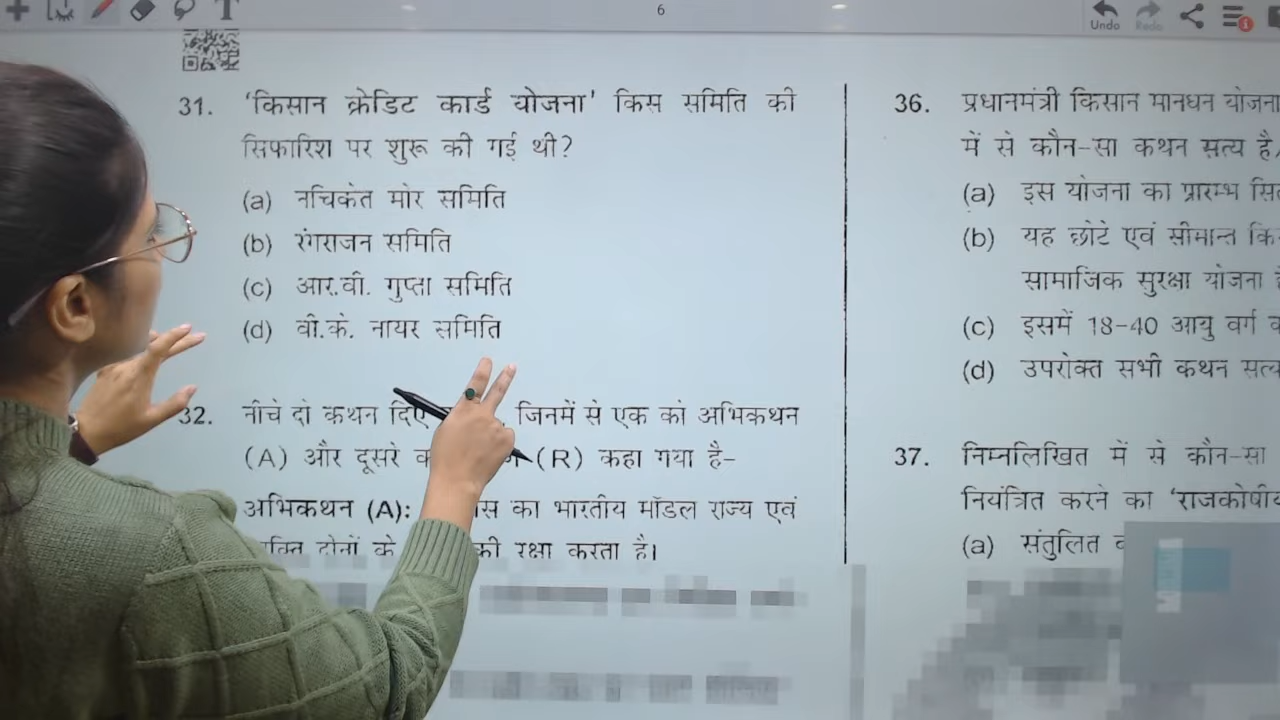 T
6
Undo
Redo
31. 'किसान क्रेडिट कार्ड योजना' किस समिति की
सिफारिश पर शुरू की गई थी?
(a) नचिकेत मोर समिति
(b) रंगराजन समिति
(c) आर.वी. गुप्ता समिति
(d) वी.के. नायर समिति
32. नीचे दो कथन दिए जिनमें से एक को अभिकथन
(A) और दूसरे (R) कहा गया है-
अभिकथन (A): का भारतीय मॉडल राज्य एवं
दोनों के की रक्षा करता है।
36. प्रधानमंत्री किसान मानधन योजना
में से कौन-सा कथन सत्य है
(a) इस योजना का प्रारम्भ
(b) यह छोटे एवं सीमान्त
सामाजिक सुरक्षा योजना
(c) इसमें 18-40 आयु वर्ग
(d) उपरोक्त सभी कथन सत्य
37. निम्नलिखित में से कौन-सा
नियंत्रित करने का 'राजकोषीय
(a) संतुलित